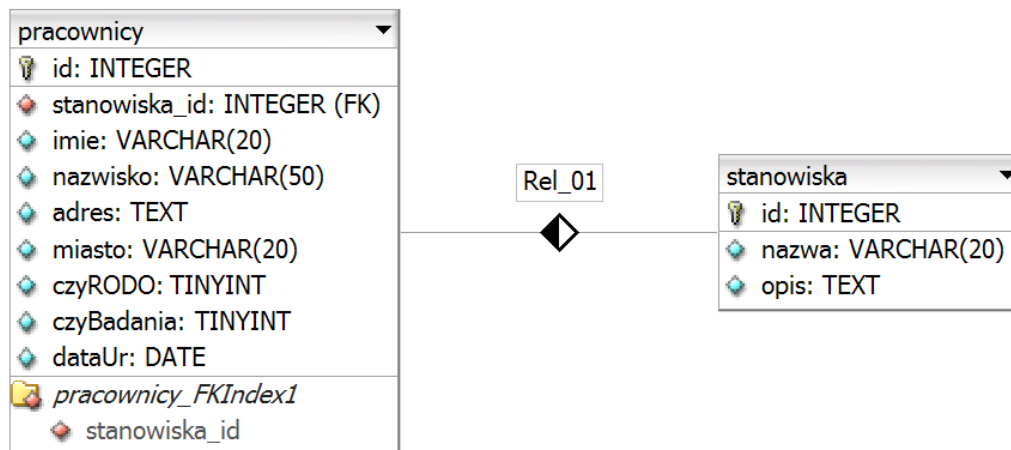 pracownicy
id: INTEGER
stanowiska_id: INTEGER (FK)
imie: VARCHAR(20)
nazwisko: VARCHAR(50)
adres: TEXT
miasto: VARCHAR(20)
czyRODO: TINYINT
czyBadania: TINYINT
dataUr: DATE
pracownicy_FKIndex1
stanowiska_id
Rel_01
stanowiska
id: INTEGER
nazwa: VARCHAR(20)
opis: TEXT